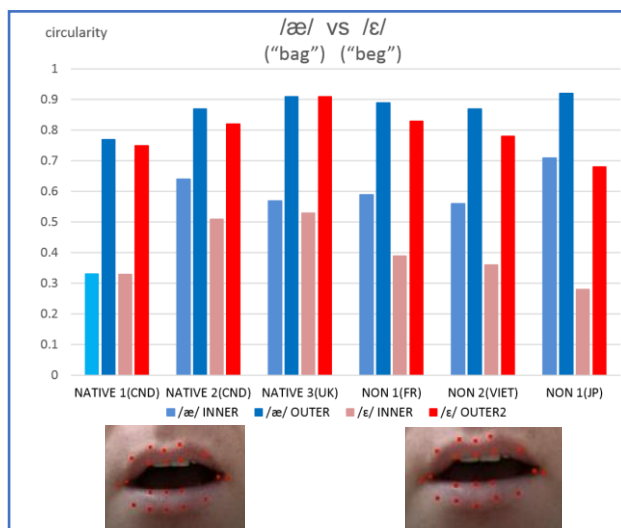 circularity
/æ/ vs /ɛ/
("bag") ("beg")
1
0.9
0.8
0.7
0.6
0.5
0.4
0.3
0.2
0.1
0
NATIVE 1(CND) NATIVE 2(CND) NATIVE 3(UK) NON 1(FR) NON 2(VIET) NON 1(JP)
/æ/ INNER /æ/ OUTER /ɛ/ INNER /ɛ/ OUTER2